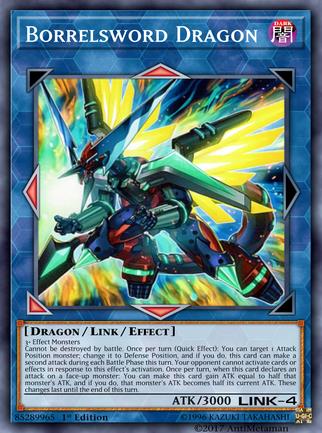 Borrelsword Dragon
DARK
闇
[Dragon / Link / Effect]
3+ Effect Monsters
Cannot be destroyed by battle. Once per turn (Quick Effect): You can target 1 Attack
Position monster; change it to Defense Position, and if you do, this card can make a
second attack during each Battle Phase this turn. Your opponent cannot activate cards or
effects in response to this effect's activation. Once per turn, when this card declares an
attack on a face-up monster: You can make this card gain ATK equal to half that
monster's ATK, and if you do, that monster's ATK becomes half its current ATK. These
changes last until the end of this turn.
ATK/3000 LINK-4
85289965 1st Edition ©1996 KAZUKI TAKAHASHI
©2017 AntiMetaman